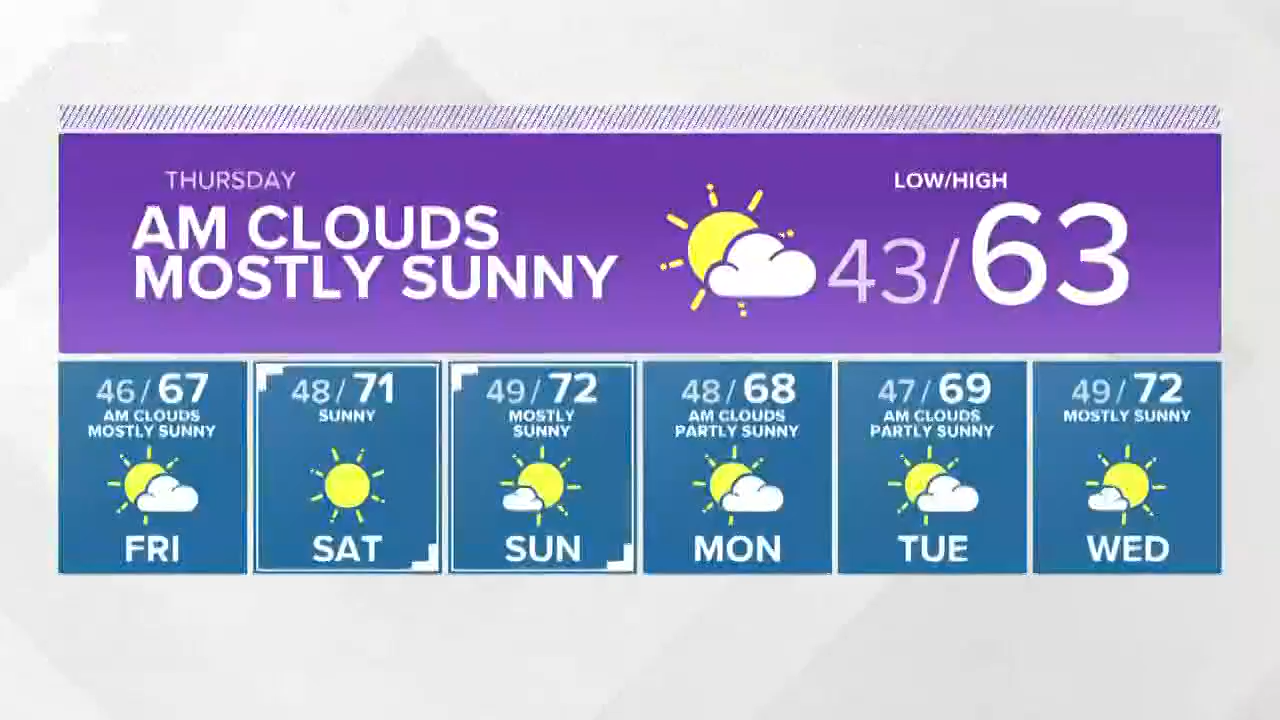 THURSDAY
AM CLOUDS
MOSTLY SUNNY
LOW/HIGH
43/63
46/67
AM CLOUDS
MOSTLY SUNNY
FRI
48/71
SUNNY
SAT
49/72
MOSTLY
SUNNY
SUN
48/68
AM CLOUDS
PARTLY SUNNY
MON
47/69
AM CLOUDS
PARTLY SUNNY
TUE
49/72
MOSTLY SUNNY
WED